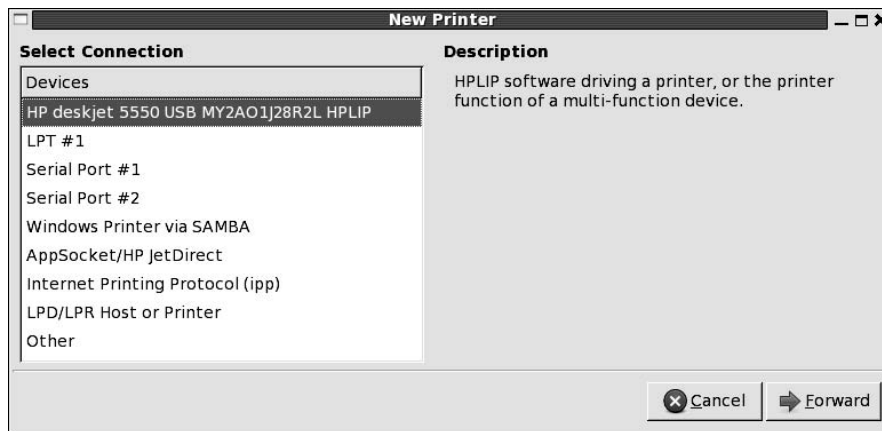 New Printer
Select Connection
Devices
HP deskjet 5550 USB MY2AO1J28R2L HPLIP
LPT #1
Serial Port #1
Serial Port #2
Windows Printer via SAMBA
AppSocket/HP JetDirect
Internet Printing Protocol (ipp)
LPD/LPR Host or Printer
Other
Description
HPLIP software driving a printer, or the printer
function of a multi-function device.
Cancel
Forward